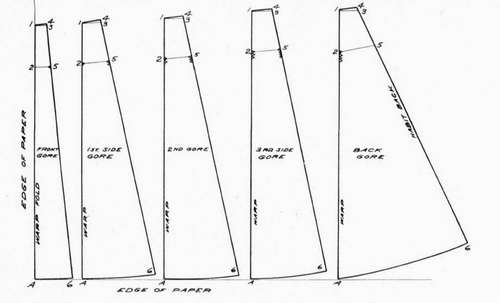 1 4 3 2 5 FRONT GORE WARP FOLD A 6
1 4 3 2 5 1ST SIDE GORE WARP A 6
1 4 3 2 5 2ND GORE WARP A 6
1 4 3 2 5 3RD SIDE GORE WARP A 6
1 4 3 2 5 HABIT BACK BACK GORE WARP A 6
EDGE OF PAPER
EDGE OF PAPER